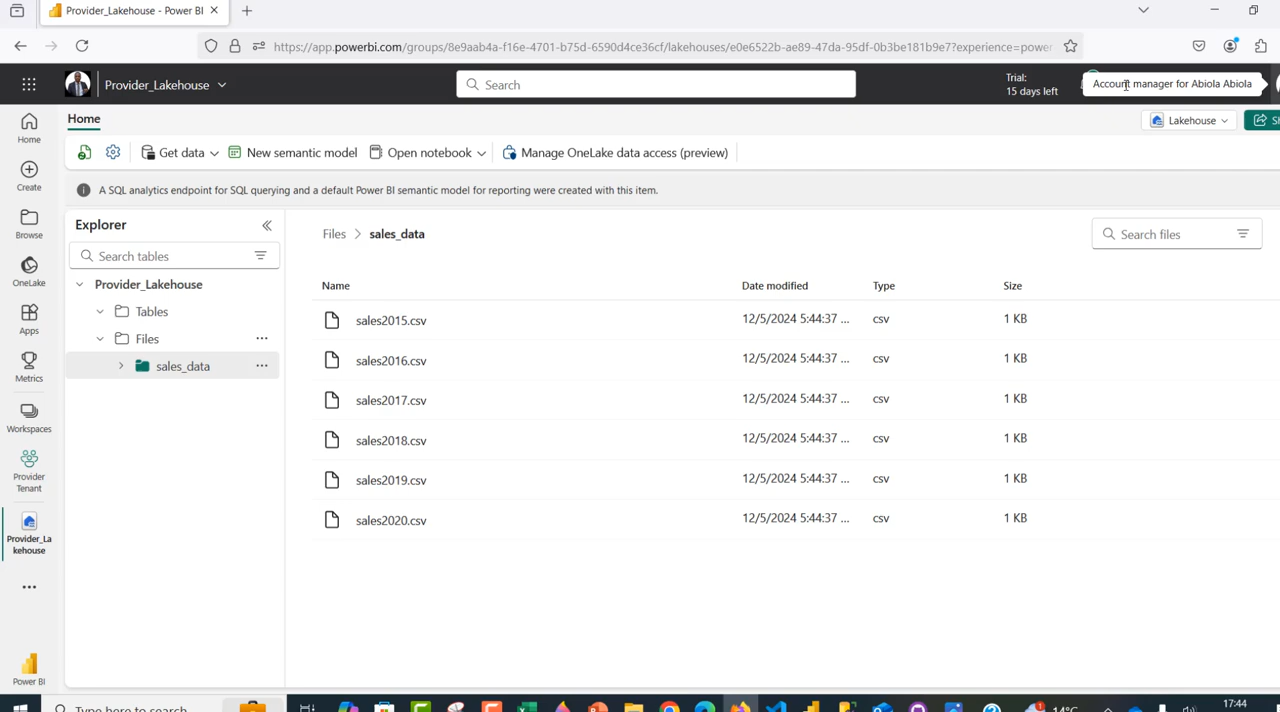 Provider_Lakehouse - Power BI
https://app.powerbi.com/groups/8e9aab4a-f16e-4701-b75d-6590d4ce36cf/lakehouses/e0e6522b-ae89-47da-95df-0b3be181b9e7?experience=powe
Provider_Lakehouse
Search
Trial:
15 days left
Account manager for Abiola Abiola
Home
Lakehouse
Get data
New semantic model
Open notebook
Manage OneLake data access (preview)
A SQL analytics endpoint for SQL querying and a default Power BI semantic model for reporting were created with this item.
Home
Create
Browse
OneLake
Apps
Metrics
Workspaces
Provider
Tenant
Provider_La
kehouse
Power BI
Explorer
Search tables
Provider_Lakehouse
Tables
Files
sales_data
Files > sales_data
Search files
Name Date modified Type Size
sales2015.csv 12/5/2024 5:44:37 ... csv 1 KB
sales2016.csv 12/5/2024 5:44:37 ... csv 1 KB
sales2017.csv 12/5/2024 5:44:37 ... csv 1 KB
sales2018.csv 12/5/2024 5:44:37 ... csv 1 KB
sales2019.csv 12/5/2024 5:44:37 ... csv 1 KB
sales2020.csv 12/5/2024 5:44:37 ... csv 1 KB
Type here to search
14°C
17:44